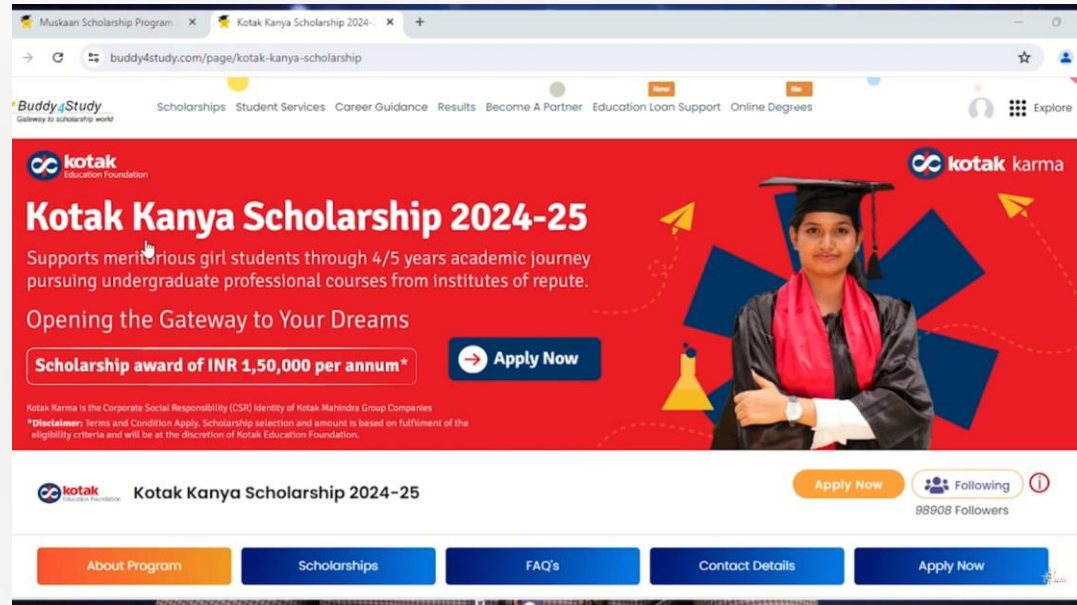 Muskaan Scholarship Program
Kotak Kanya Scholarship 2024-
buddy4study.com/page/kotak-kanya-scholarship
Buddy4Study
Gateway to scholarship world
Scholarships Student Services Career Guidance Results Become A Partner Education Loan Support Online Degrees
Explore
kotak
Education Foundation
kotak karma
Kotak Kanya Scholarship 2024-25
Supports meritorious girl students through 4/5 years academic journey
pursuing undergraduate professional courses from institutes of repute.
Opening the Gateway to Your Dreams
Scholarship award of INR 1,50,000 per annum*
Apply Now
Kotak Karma is the Corporate Social Responsibility (CSR) identity of Kotak Mahindra Group Companies
*Disclaimer: Terms and Condition Apply. Scholarship selection and amount is based on fulfilment of the
eligibility criteria and will be at the discretion of Kotak Education Foundation.
kotak
Education Foundation
Kotak Kanya Scholarship 2024-25
Apply Now
Following
98908 Followers
About Program
Scholarships
FAQ's
Contact Details
Apply Now